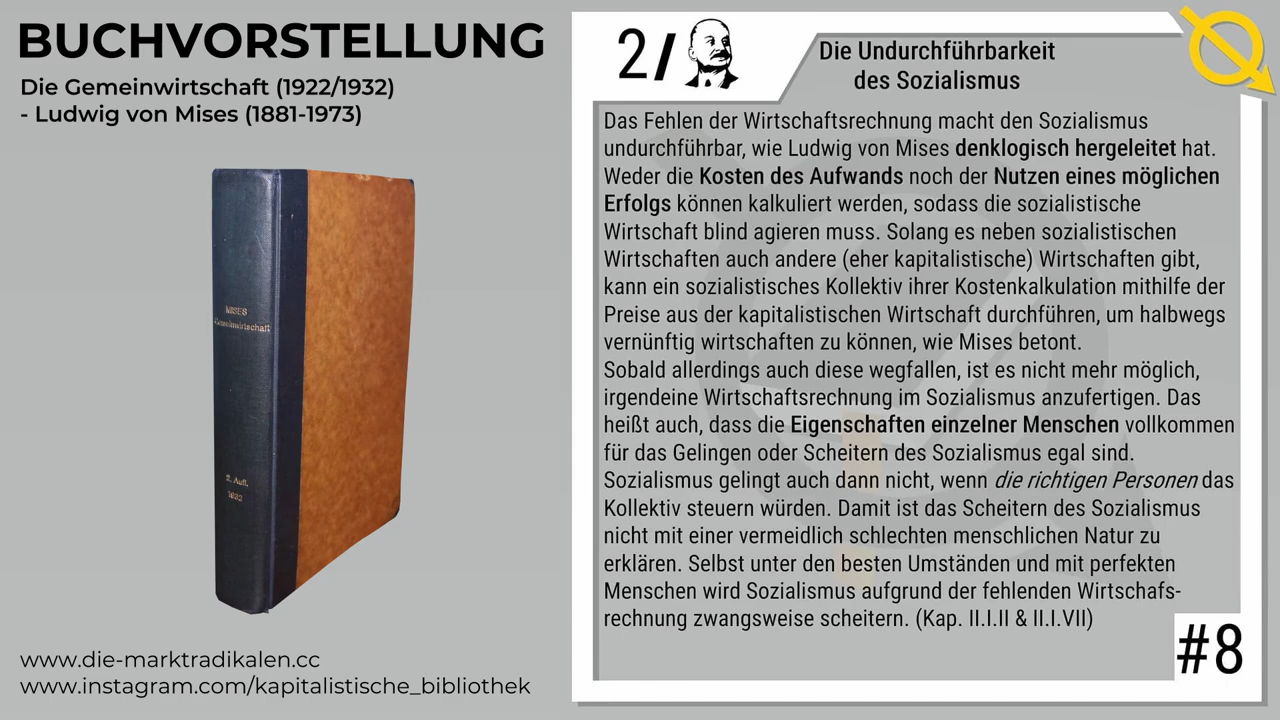 BUCHVORSTELLUNG
Die Gemeinwirtschaft (1922/1932)
- Ludwig von Mises (1881-1973)
MISES
Gemeinwirtschaft
2. Aufl.
1932
www.die-marktradikalen.cc
www.instagram.com/kapitalistische_bibliothek
2/
Die Undurchführbarkeit
des Sozialismus
Das Fehlen der Wirtschaftsrechnung macht den Sozialismus
undurchführbar, wie Ludwig von Mises denklogisch hergeleitet hat.
Weder die Kosten des Aufwands noch der Nutzen eines möglichen
Erfolgs können kalkuliert werden, sodass die sozialistische
Wirtschaft blind agieren muss. Solang es neben sozialistischen
Wirtschaften auch andere (eher kapitalistische) Wirtschaften gibt,
kann ein sozialistisches Kollektiv ihrer Kostenkalkulation mithilfe der
Preise aus der kapitalistischen Wirtschaft durchführen, um halbwegs
vernünftig wirtschaften zu können, wie Mises betont.
Sobald allerdings auch diese wegfallen, ist es nicht mehr möglich,
irgendeine Wirtschaftsrechnung im Sozialismus anzufertigen. Das
heißt auch, dass die Eigenschaften einzelner Menschen vollkommen
für das Gelingen oder Scheitern des Sozialismus egal sind.
Sozialismus gelingt auch dann nicht, wenn die richtigen Personen das
Kollektiv steuern würden. Damit ist das Scheitern des Sozialismus
nicht mit einer vermeidlich schlechten menschlichen Natur zu
erklären. Selbst unter den besten Umständen und mit perfekten
Menschen wird Sozialismus aufgrund der fehlenden Wirtschafs-
rechnung zwangsweise scheitern. (Kap. II.I.II & II.I.VII)
#8